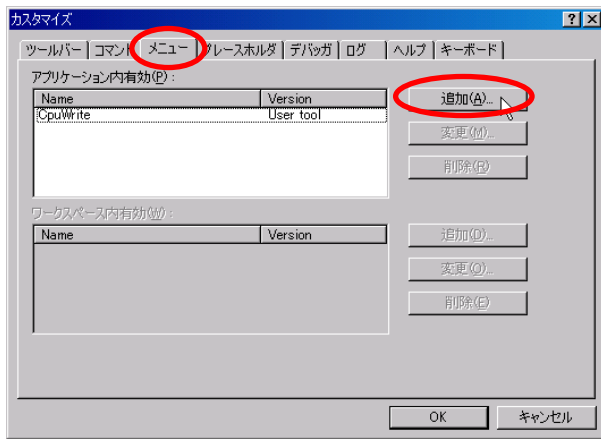 カスタマイズ
ツールバー コマンド メニュー プレースホルダ デバッガ ログ ヘルプ キーボード
アプリケーション内有効(P):
Name Version
CpuWrite User tool
追加(A)...
変更(M)...
削除(R)
ワークスペース内有効(W):
Name Version
追加(D)...
変更(O)...
削除(E)
OK キャンセル